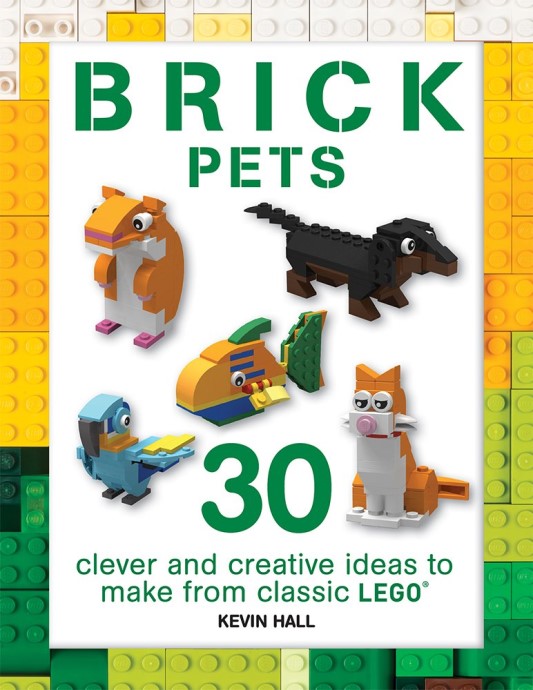 BRICK
PETS
30
clever and creative ideas to
make from classic LEGO®
KEVIN HALL